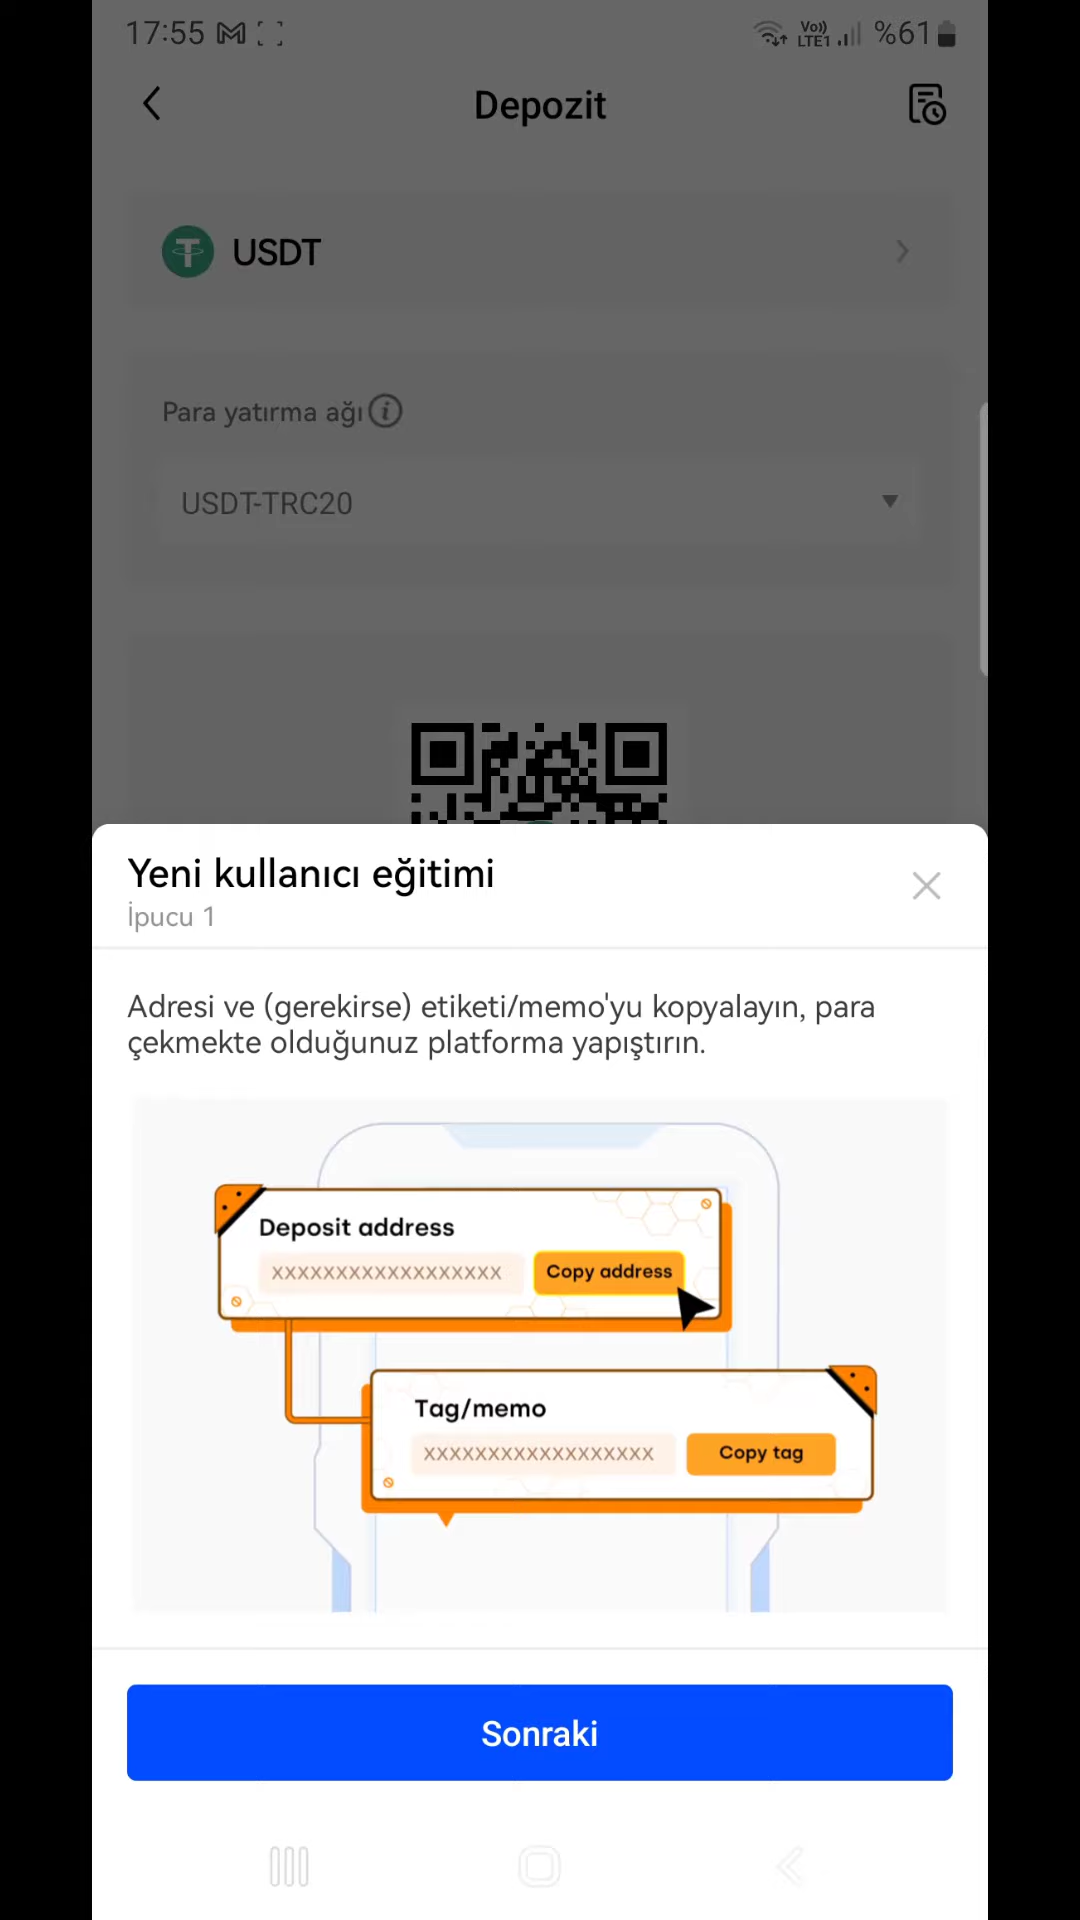 17:55
Vo))
LTE1
%61
Depozit
USDT
Para yatırma ağı
USDT-TRC20
Yeni kullanıcı eğitimi
İpucu 1
Adresi ve (gerekirse) etiketi/memo'yu kopyalayın, para
çekmekte olduğunuz platforma yapıştırın.
Deposit address
XXXXXXXXXXXXXXXXXX
Copy address
Tag/memo
XXXXXXXXXXXXXXXXXX
Copy tag
Sonraki